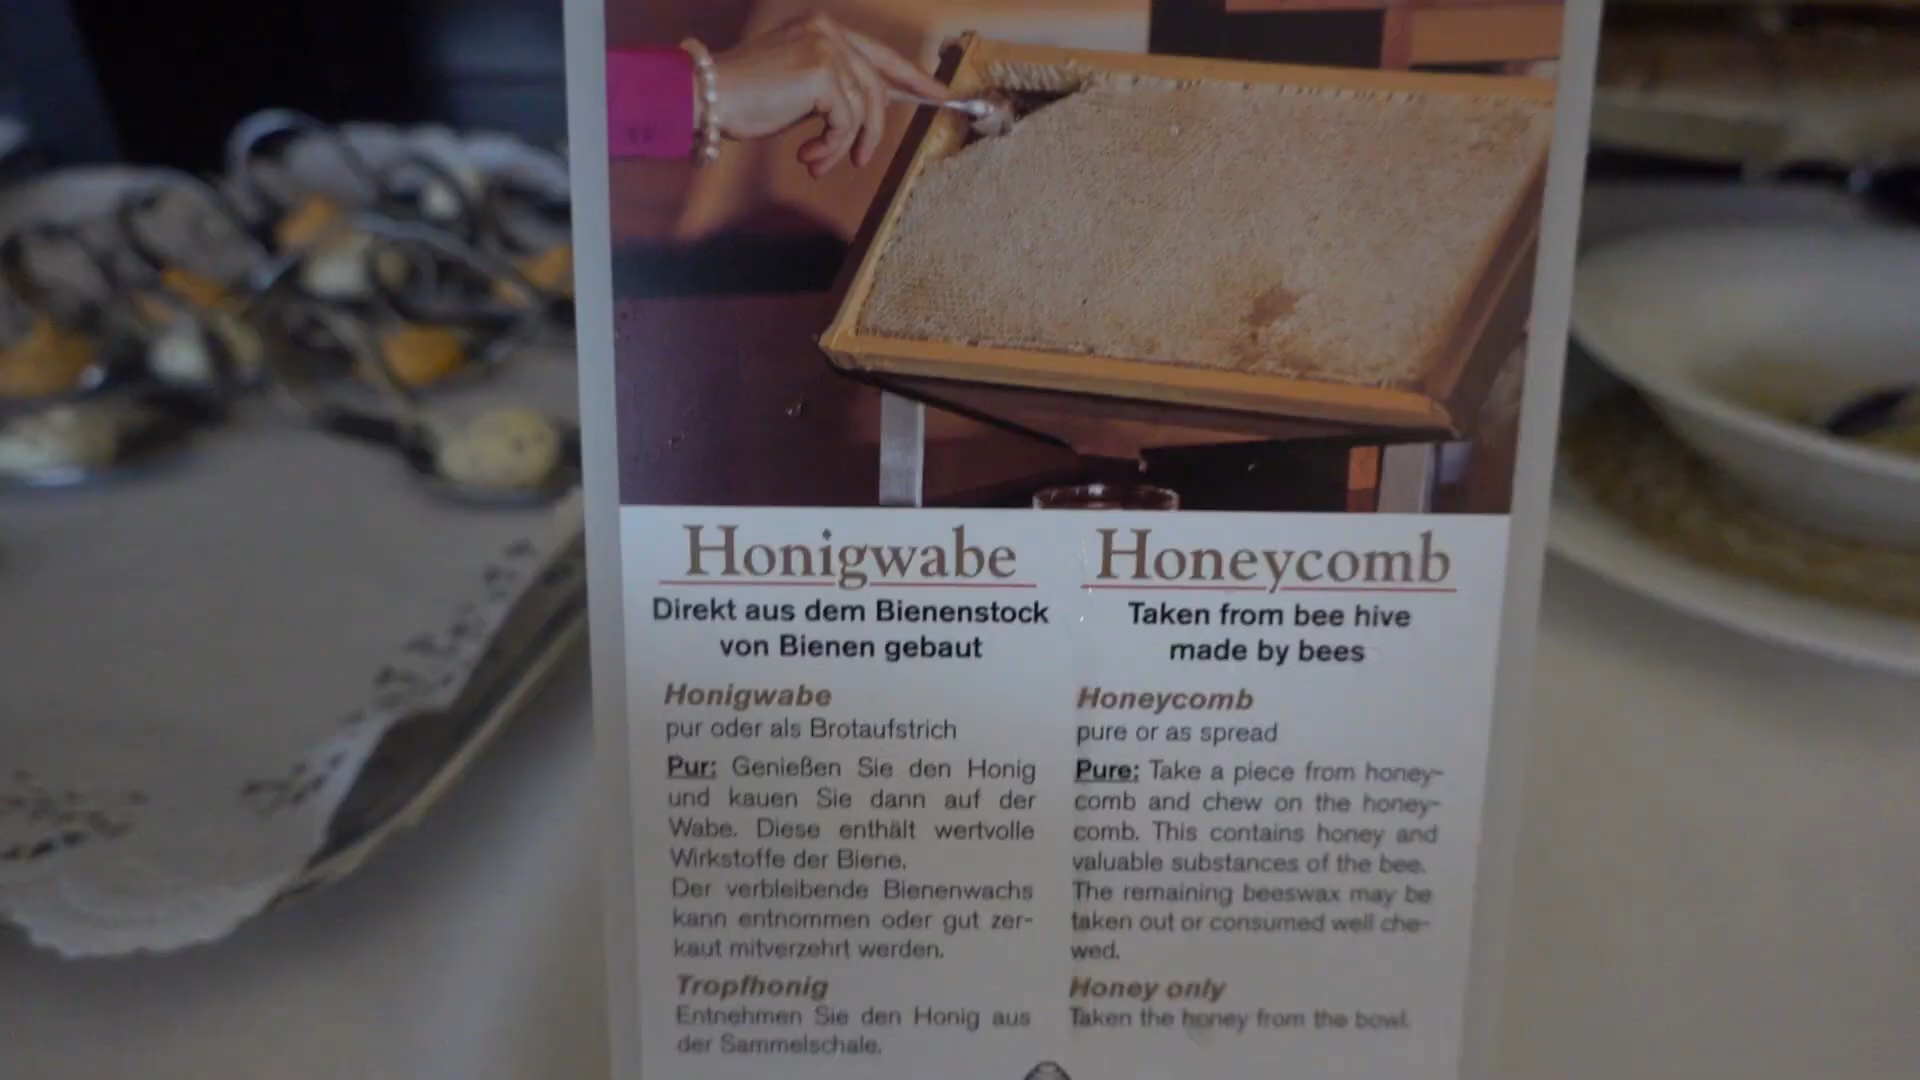 Honigwabe
Direkt aus dem Bienenstock
von Bienen gebaut
Honigwabe
pur oder als Brotaufstrich
Pur: Genießen Sie den Honig
und kauen Sie dann auf der
Wabe. Diese enthält wertvolle
Wirkstoffe der Biene.
Der verbleibende Bienenwachs
kann entnommen oder gut zer-
kaut mitverzehrt werden.
Tropfhonig
Entnehmen Sie den Honig aus
der Sammelschale.
Honeycomb
Taken from bee hive
made by bees
Honeycomb
pure or as spread
Pure: Take a piece from honey-
comb and chew on the honey-
comb. This contains honey and
valuable substances of the bee.
The remaining beeswax may be
taken out or consumed well che-
wed.
Honey only
Taken the honey from the bowl.